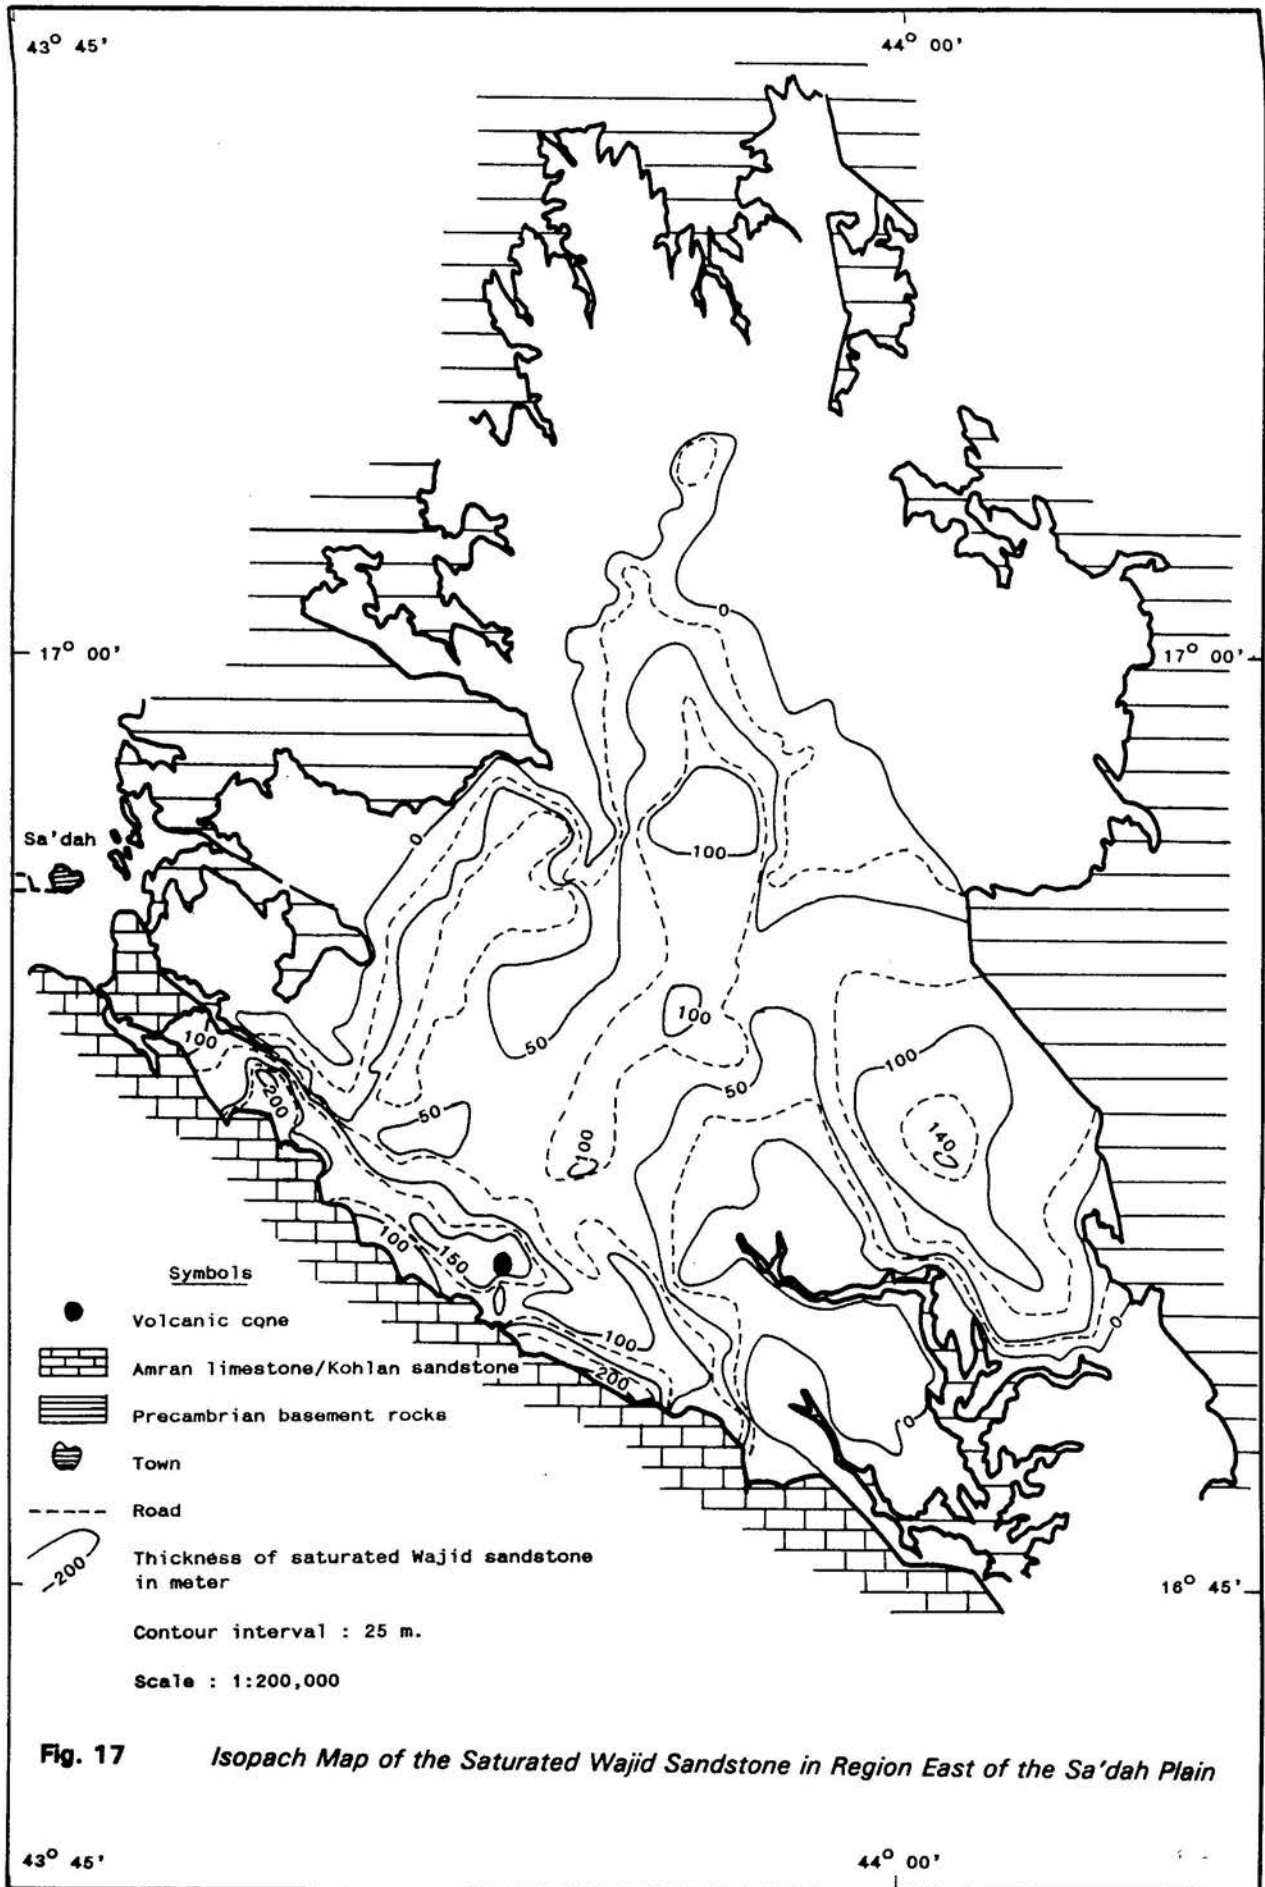 43° 45'
44° 00'
0
17° 00'
17° 00'
0
100
Sa'dah
100
50
100
100
50
200
50
140
100
100
150
Symbols
0
Volcanic cone
100
Amran limestone/Kohlan sandstone
200
Precambrian basement rocks
0
Town
Road
200
Thickness of saturated Wajid sandstone
in meter
16° 45'
Contour interval : 25 m.
Scale : 1:200,000
Fig. 17 Isopach Map of the Saturated Wajid Sandstone in Region East of the Sa'dah Plain
43° 45'
44° 00'